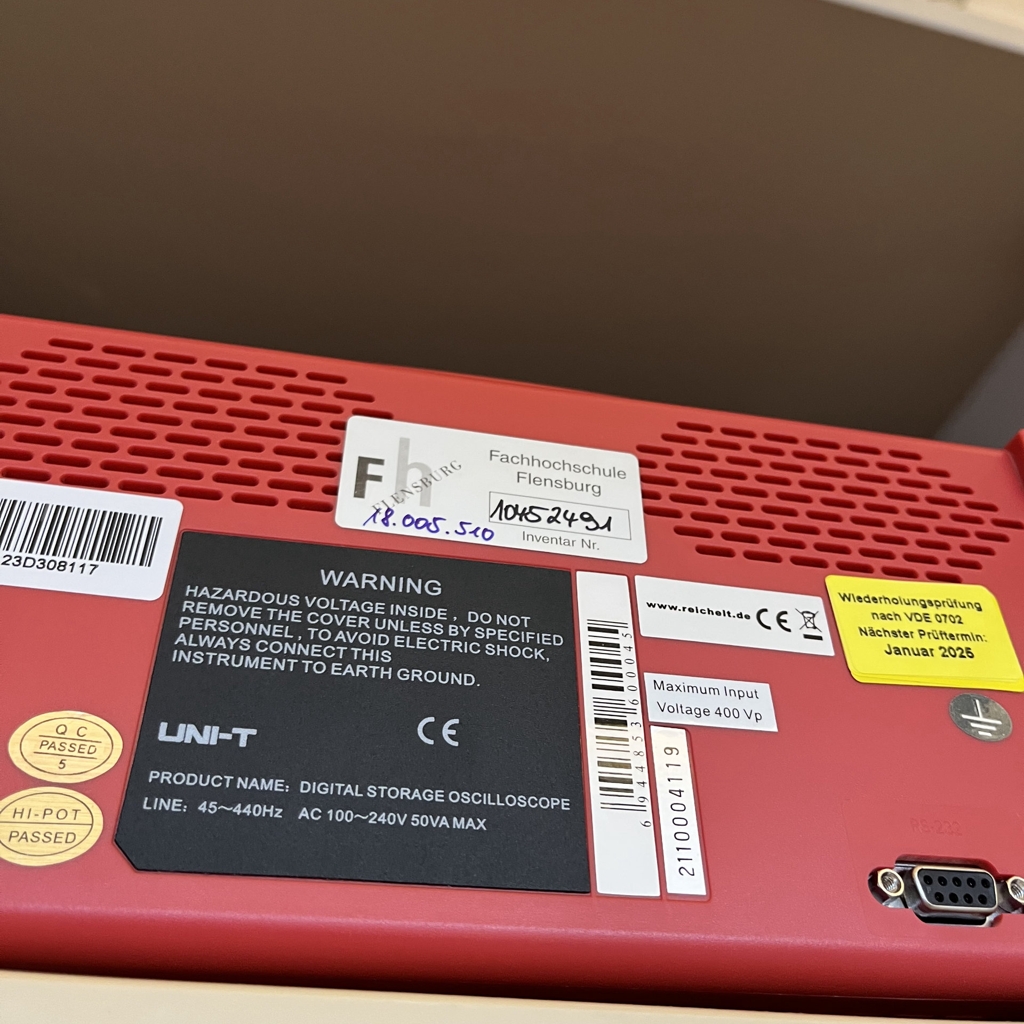 Fh
FLENSBURG
Fachhochschule
Flensburg
10452491
Inventar Nr.
18.005.510
23D308117
WARNING
HAZARDOUS VOLTAGE INSIDE, DO NOT
REMOVE THE COVER UNLESS BY SPECIFIED
PERSONNEL, TO AVOID ELECTRIC SHOCK,
ALWAYS CONNECT THIS
INSTRUMENT TO EARTH GROUND.
UNI-T
CE
PRODUCT NAME: DIGITAL STORAGE OSCILLOSCOPE
LINE: 45~440Hz AC 100~240V 50VA MAX
QC
PASSED
5
HI-POT
PASSED
6944853600045
www.reichelt.de CE
Maximum Input
Voltage 400 Vp
2110004119
Wiederholungsprüfung
nach VDE 0702
Nächster Prüftermin:
Januar 2025
RS-232